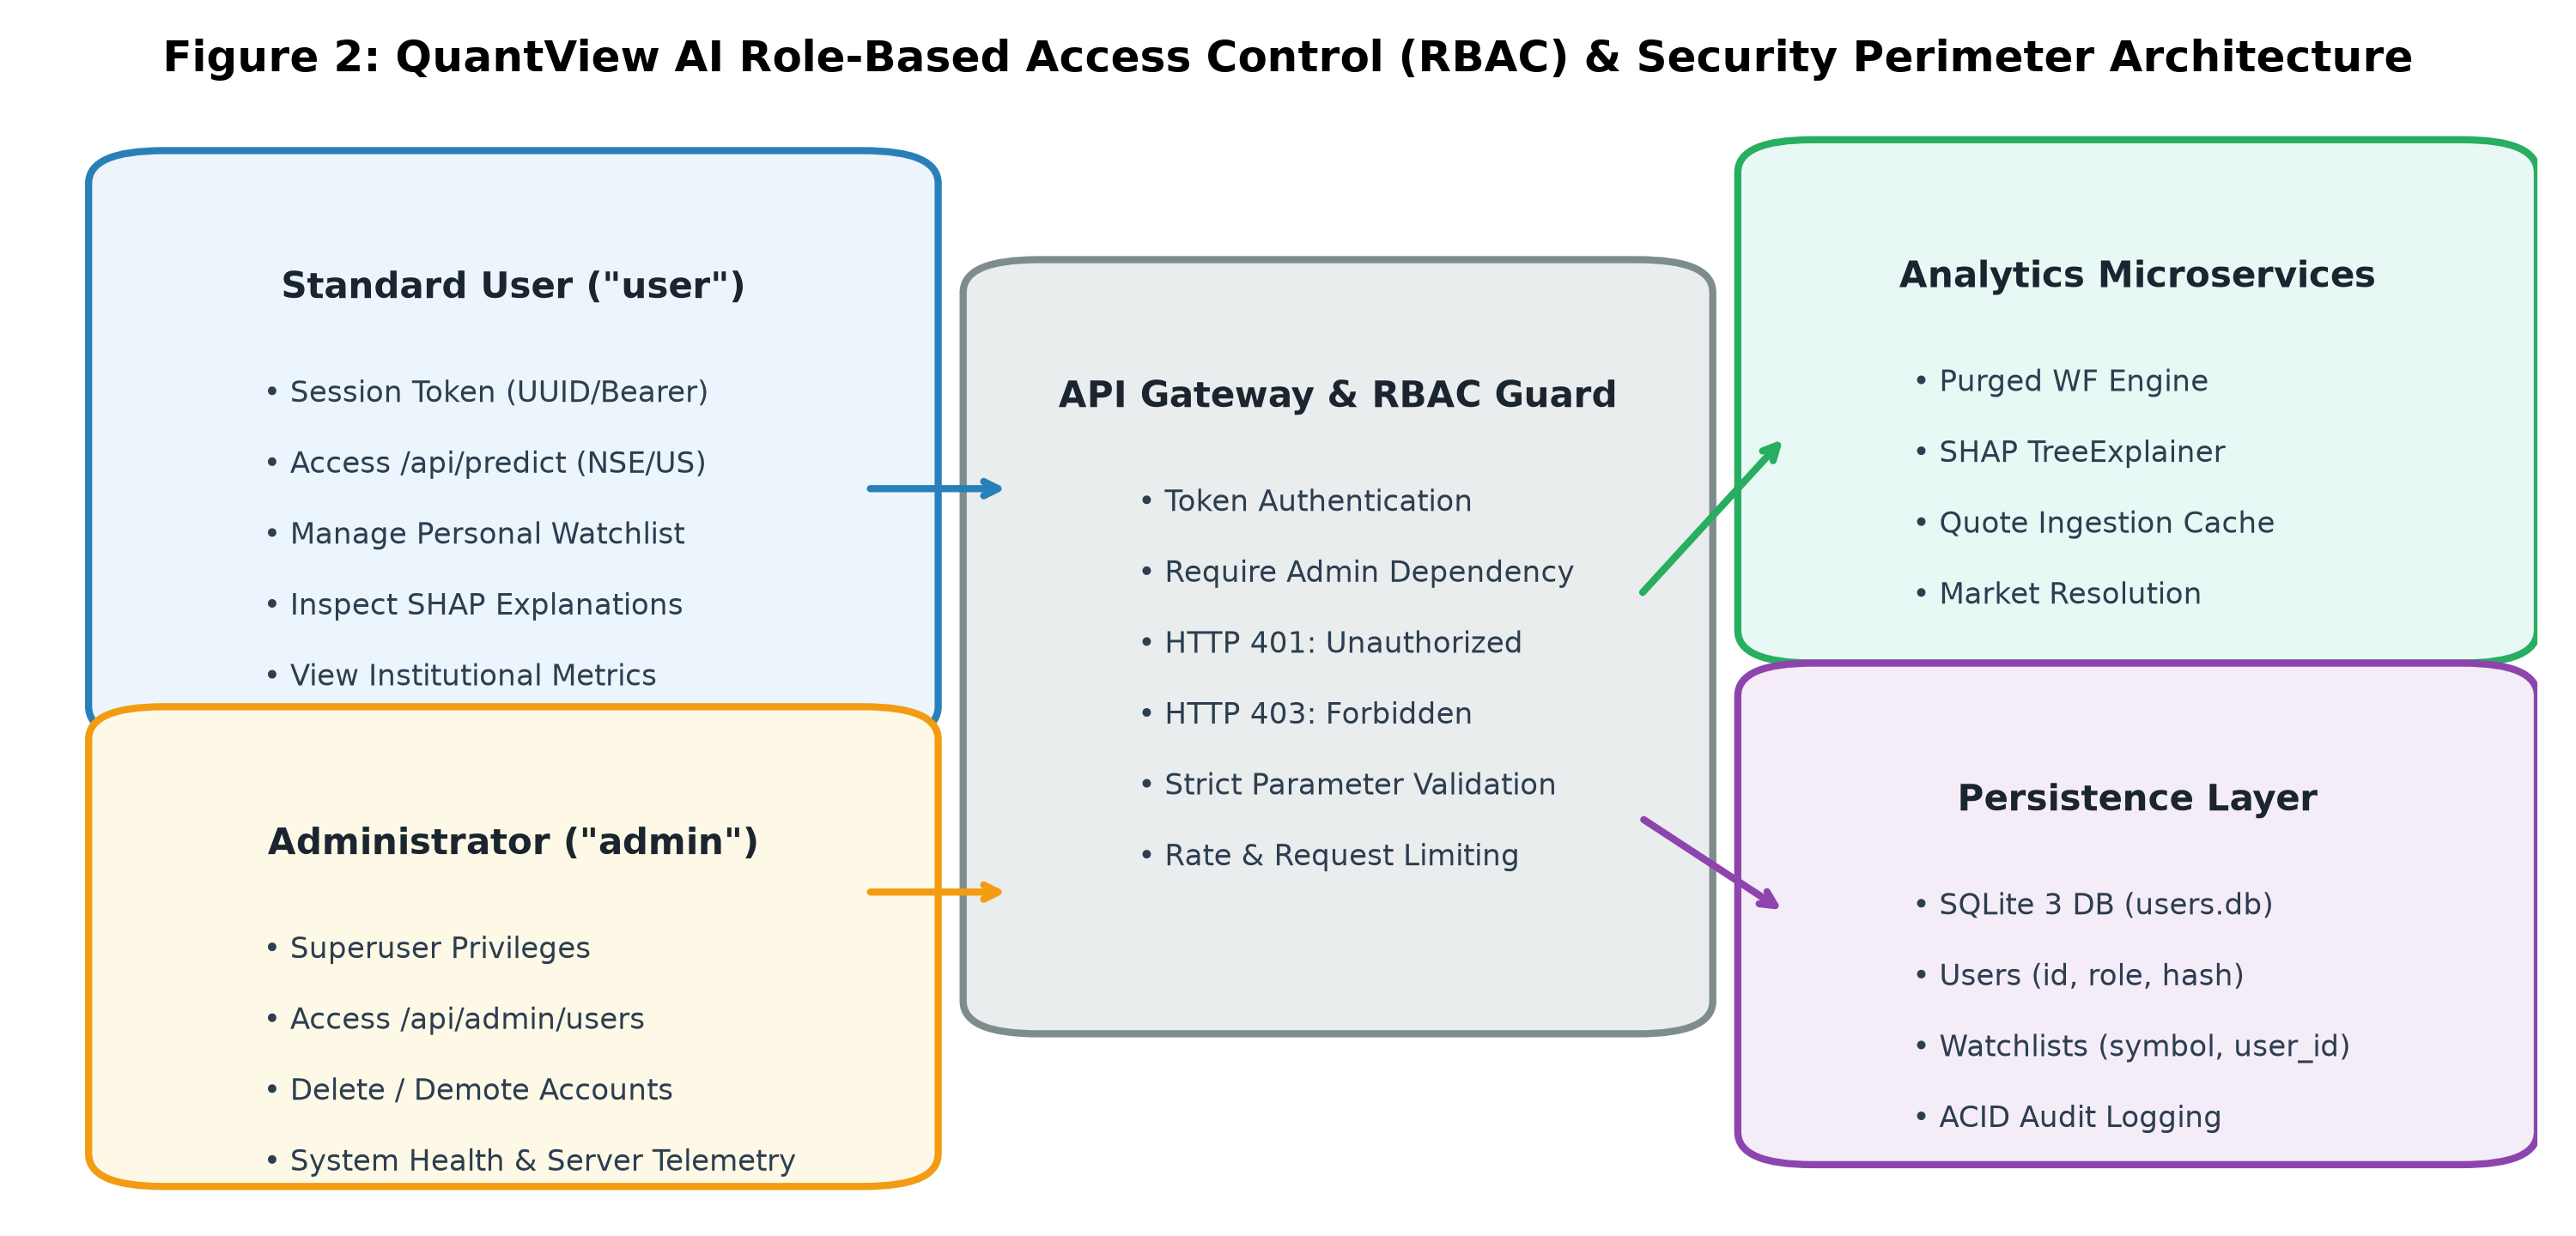 Figure 2: QuantView AI Role-Based Access Control (RBAC) & Security Perimeter Architecture
Standard User ("user")
• Session Token (UUID/Bearer)
• Access /api/predict (NSE/US)
• Manage Personal Watchlist
• Inspect SHAP Explanations
• View Institutional Metrics
Administrator ("admin")
• Superuser Privileges
• Access /api/admin/users
• Delete / Demote Accounts
• System Health & Server Telemetry
API Gateway & RBAC Guard
• Token Authentication
• Require Admin Dependency
• HTTP 401: Unauthorized
• HTTP 403: Forbidden
• Strict Parameter Validation
• Rate & Request Limiting
Analytics Microservices
• Purged WF Engine
• SHAP TreeExplainer
• Quote Ingestion Cache
• Market Resolution
Persistence Layer
• SQLite 3 DB (users.db)
• Users (id, role, hash)
• Watchlists (symbol, user_id)
• ACID Audit Logging